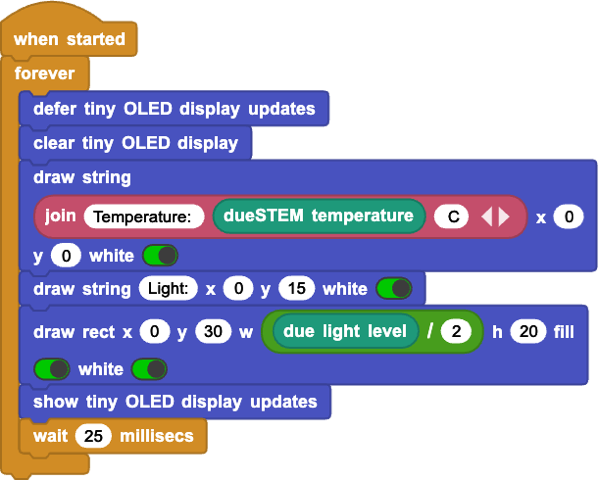 when started
forever
defer tiny OLED display updates
clear tiny OLED display
draw string
join Temperature: dueSTEM temperature C x 0
y 0 white
draw string Light: x 0 y 15 white
draw rect x 0 y 30 w due light level / 2 h 20 fill
white
show tiny OLED display updates
wait 25 millisecs